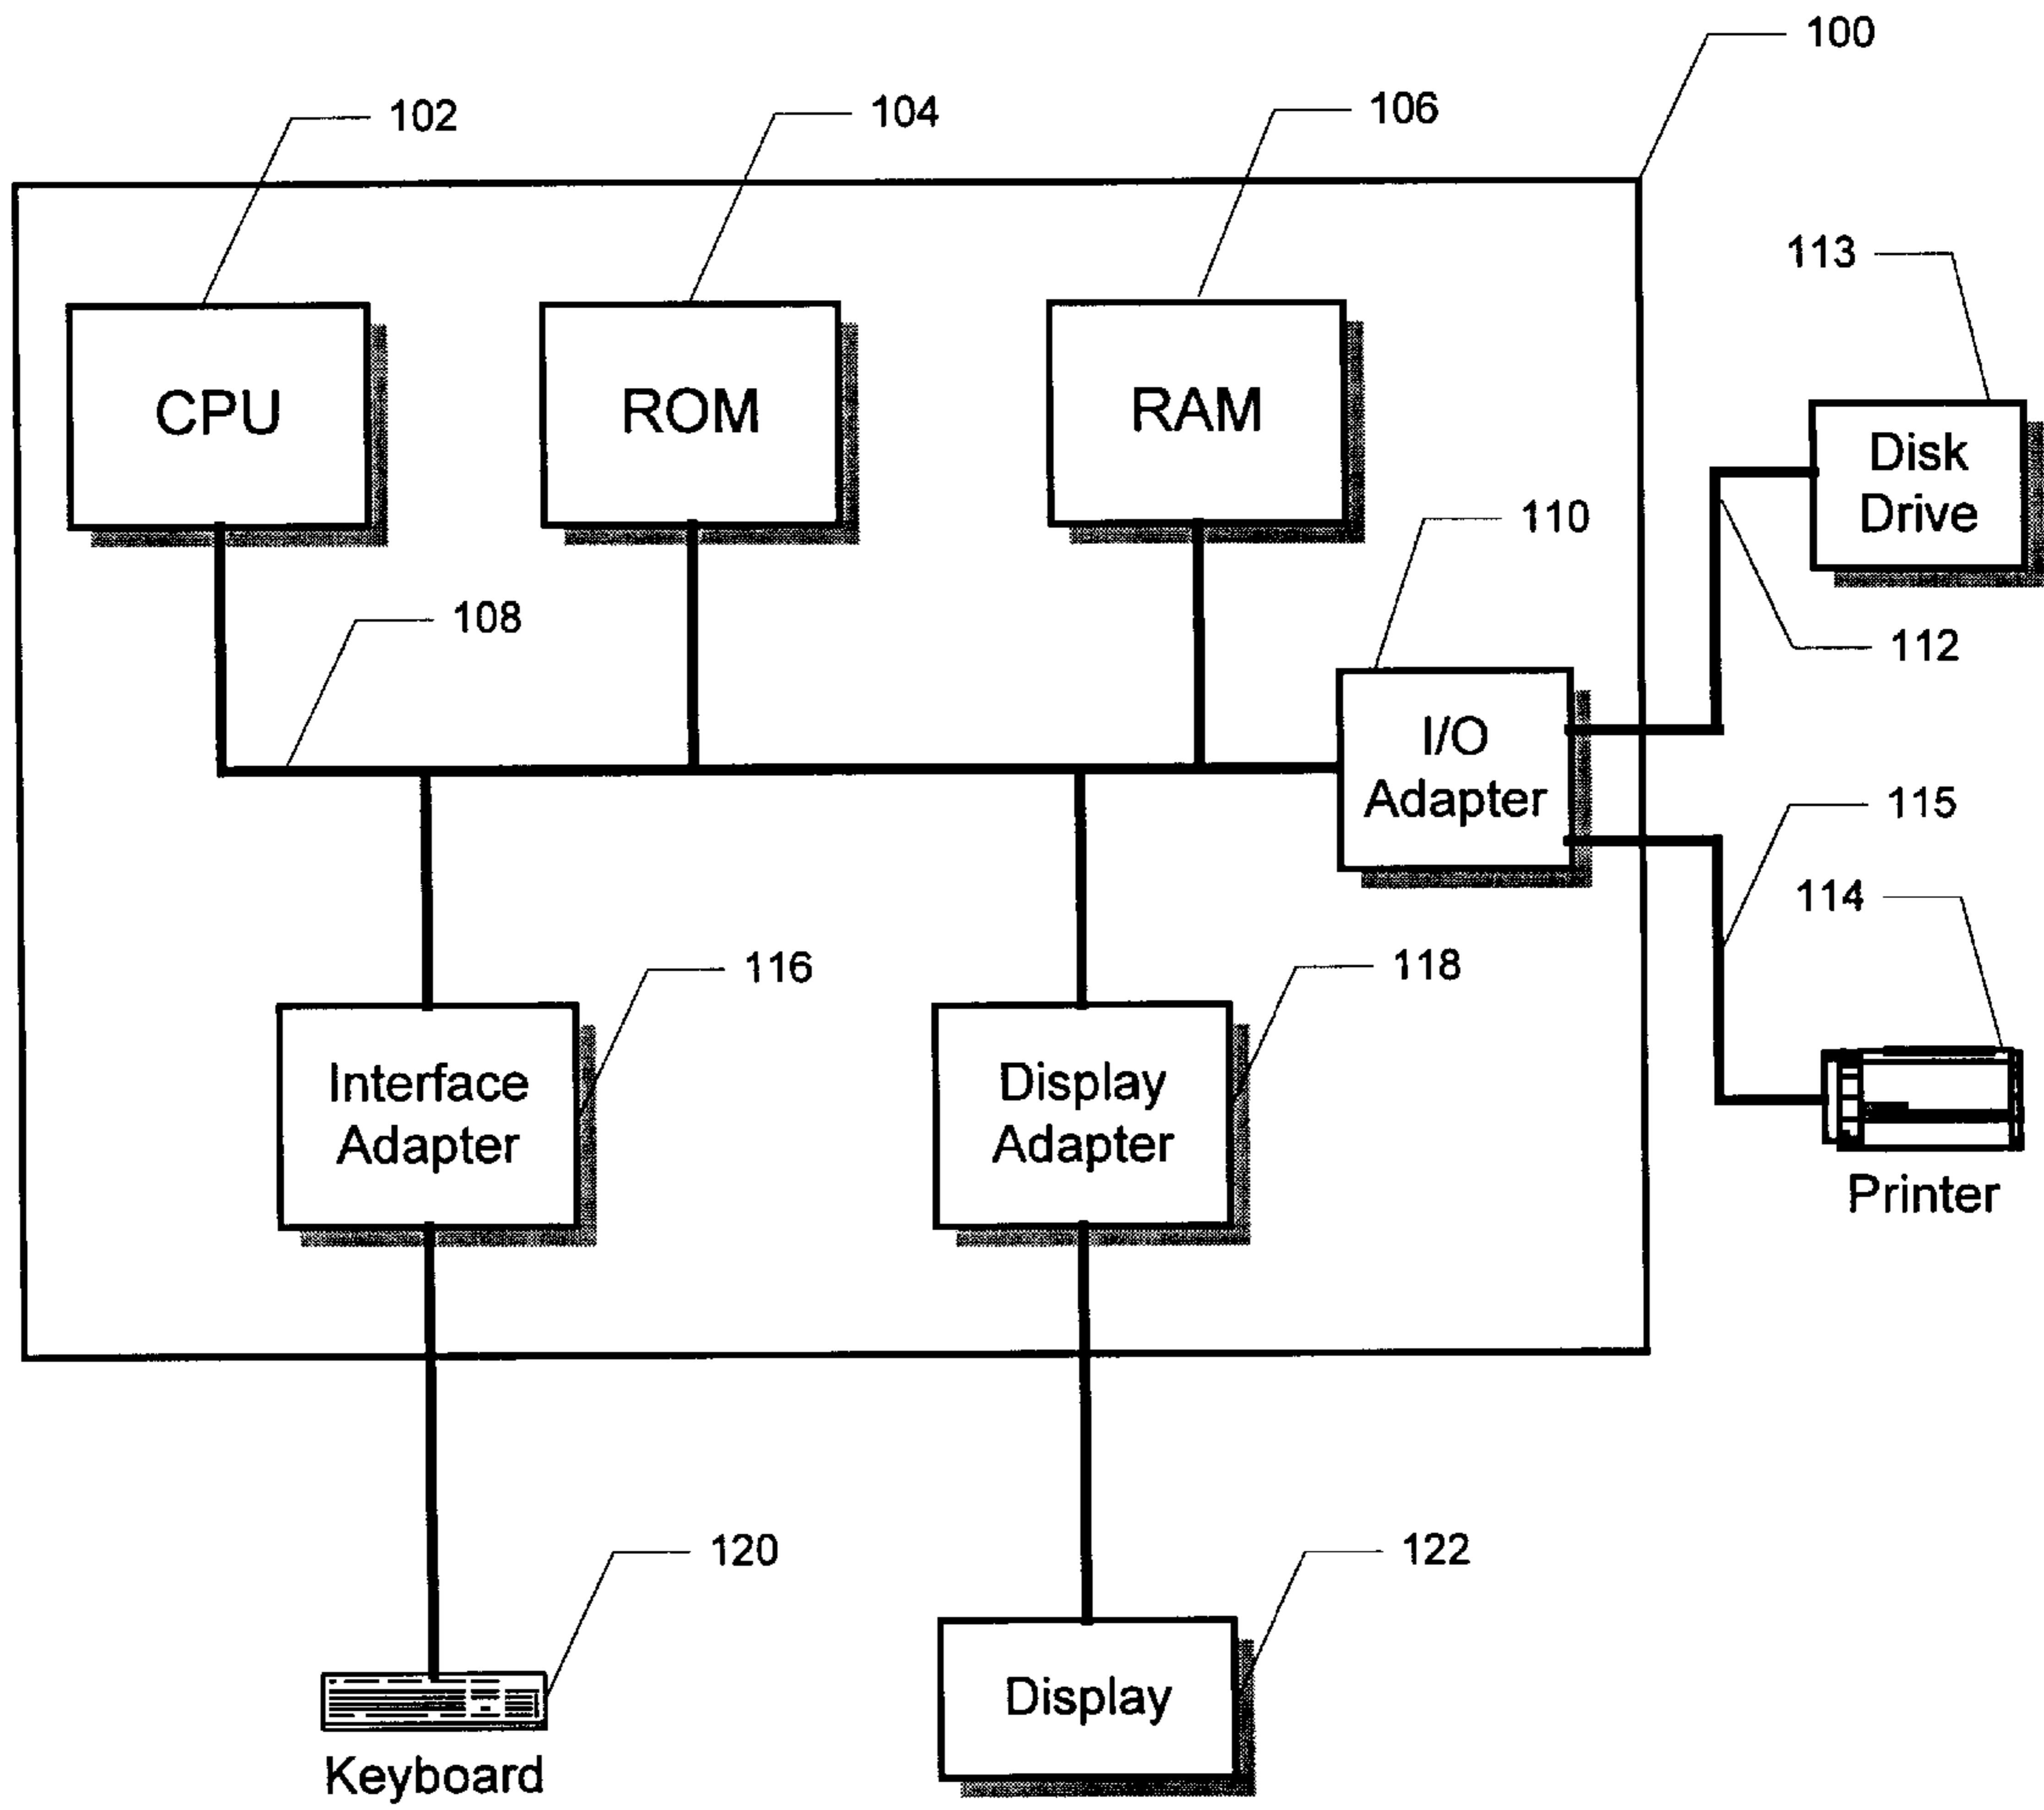 100
102
104
106
113
CPU
ROM
RAM
Disk
Drive
110
108
112
I/O
Adapter
115
114
116
118
Interface
Adapter
Display
Adapter
Printer
120
122
Display
Keyboard